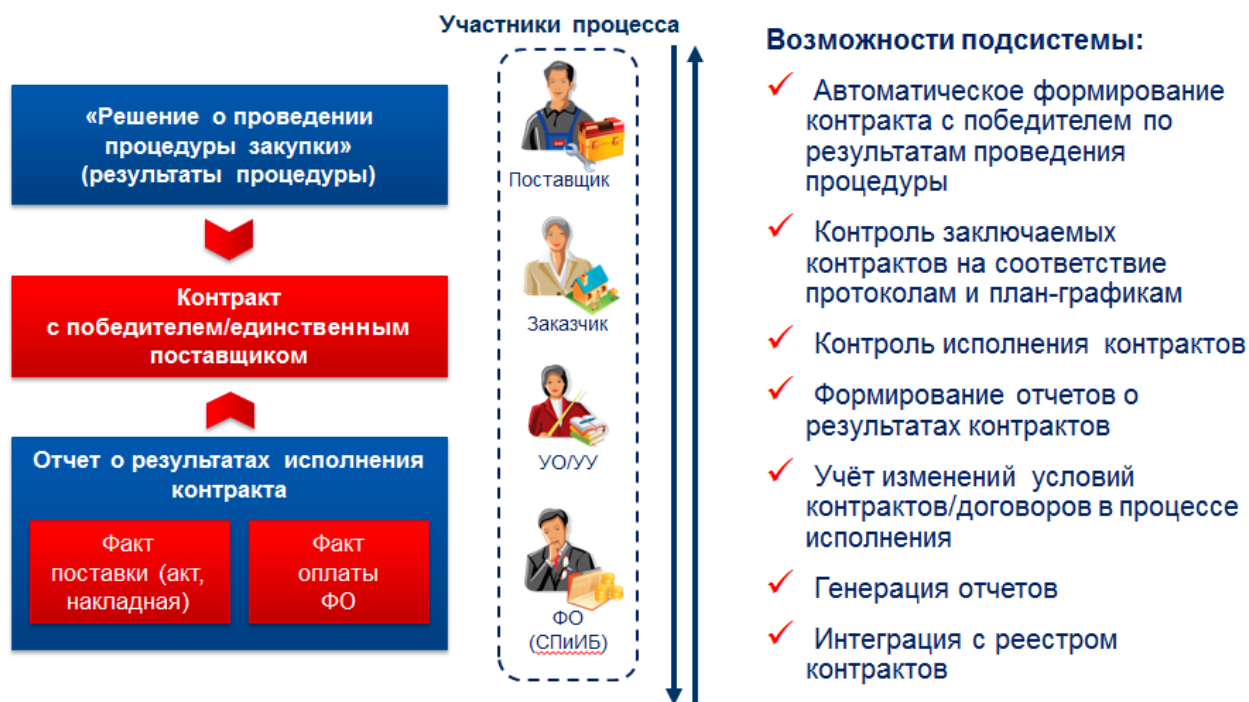 Участники процесса
«Решение о проведении
процедуры закупки»
(результаты процедуры)
Контракт
с победителем/единственным
поставщиком
Отчет о результатах исполнения
контракта
Факт
поставки (акт,
накладная)
Факт
оплаты
ФО
Поставщик
Заказчик
УО/УУ
ФО
(СПиИБ)
Возможности подсистемы:
Автоматическое формирование
контракта с победителем по
результатам проведения
процедуры
Контроль заключаемых
контрактов на соответствие
протоколам и план-графикам
Контроль исполнения контрактов
Формирование отчетов о
результатах контрактов
Учёт изменений условий
контрактов/договоров в процессе
исполнения
Генерация отчетов
Интеграция с реестром
контрактов